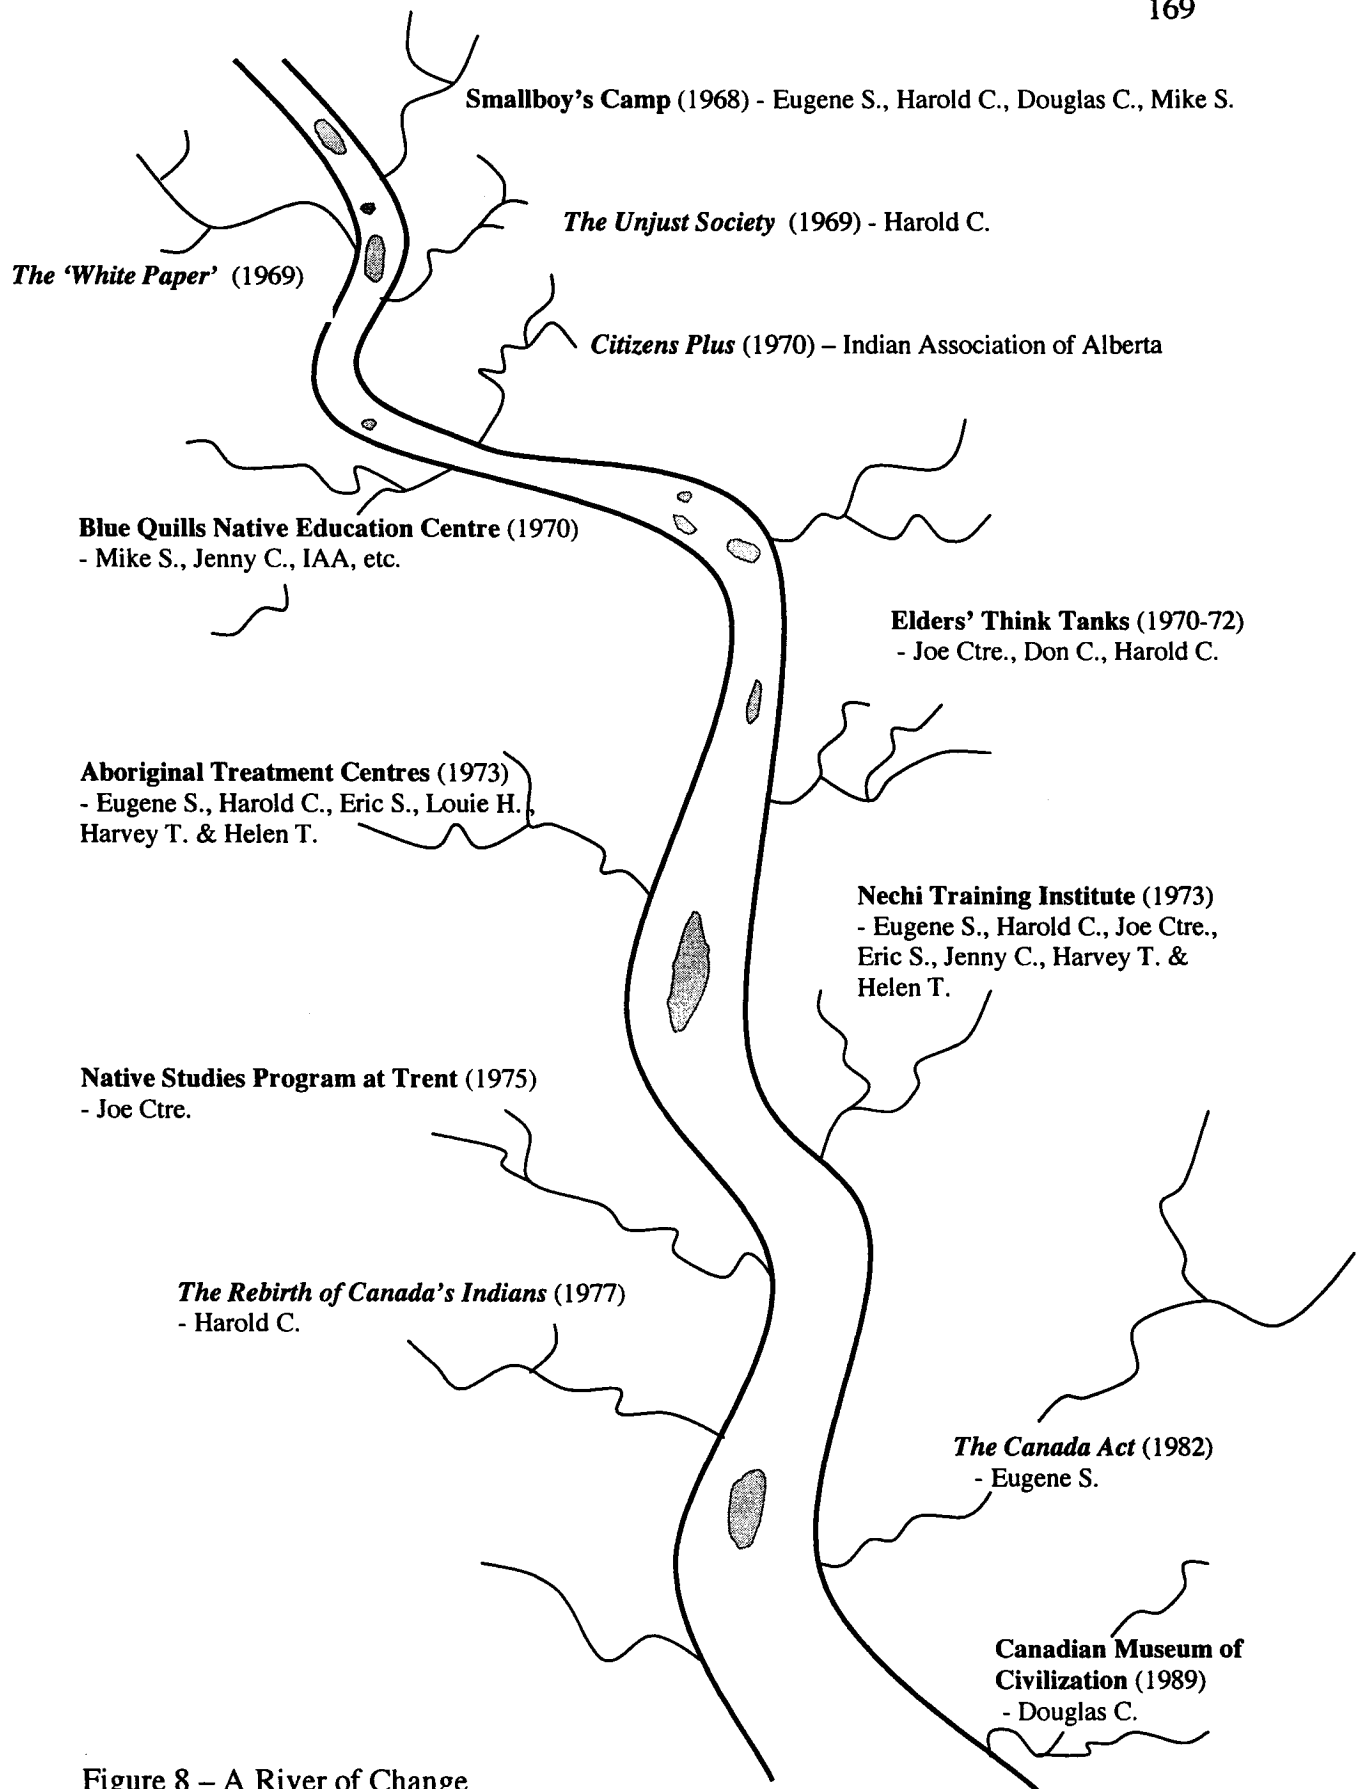 169
Smallboy's Camp (1968) - Eugene S., Harold C., Douglas C., Mike S.
The Unjust Society (1969) - Harold C.
The ‘White Paper’ (1969)
Citizens Plus (1970) – Indian Association of Alberta
Blue Quills Native Education Centre (1970)
- Mike S., Jenny C., IAA, etc.
Elders’ Think Tanks (1970-72)
- Joe Ctre., Don C., Harold C.
Aboriginal Treatment Centres (1973)
- Eugene S., Harold C., Eric S., Louie H.,
Harvey T. & Helen T.
Nechi Training Institute (1973)
- Eugene S., Harold C., Joe Ctre.,
Eric S., Jenny C., Harvey T. &
Helen T.
Native Studies Program at Trent (1975)
- Joe Ctre.
The Rebirth of Canada’s Indians (1977)
- Harold C.
The Canada Act (1982)
- Eugene S.
Canadian Museum of
Civilization (1989)
- Douglas C.
Figure 8 – A River of Change